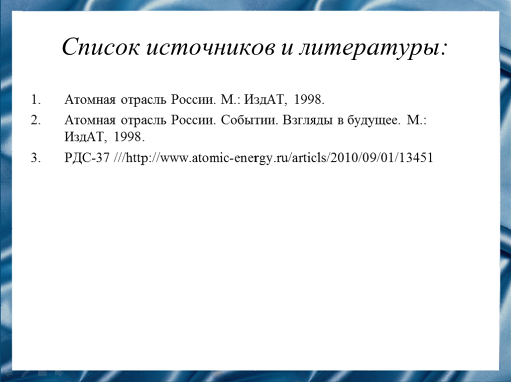 Список источников и литературы:
1. Атомная отрасль России. М.: ИздАТ, 1998.
2. Атомная отрасль России. Событии. Взгляды в будущее. М.:
ИздАТ, 1998.
3. РДС-37 ///http://www.atomic-energy.ru/articls/2010/09/01/13451